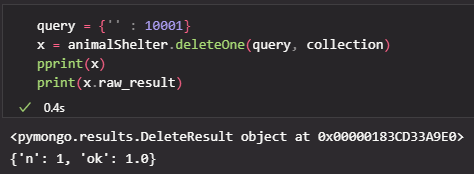 query = {'' : 10001}
x = animalShelter.deleteOne(query, collection)
pprint(x)
print(x.raw_result)
0.4s
<pymongo.results.DeleteResult object at 0x00000183CD33A9E0>
{'n': 1, 'ok': 1.0}